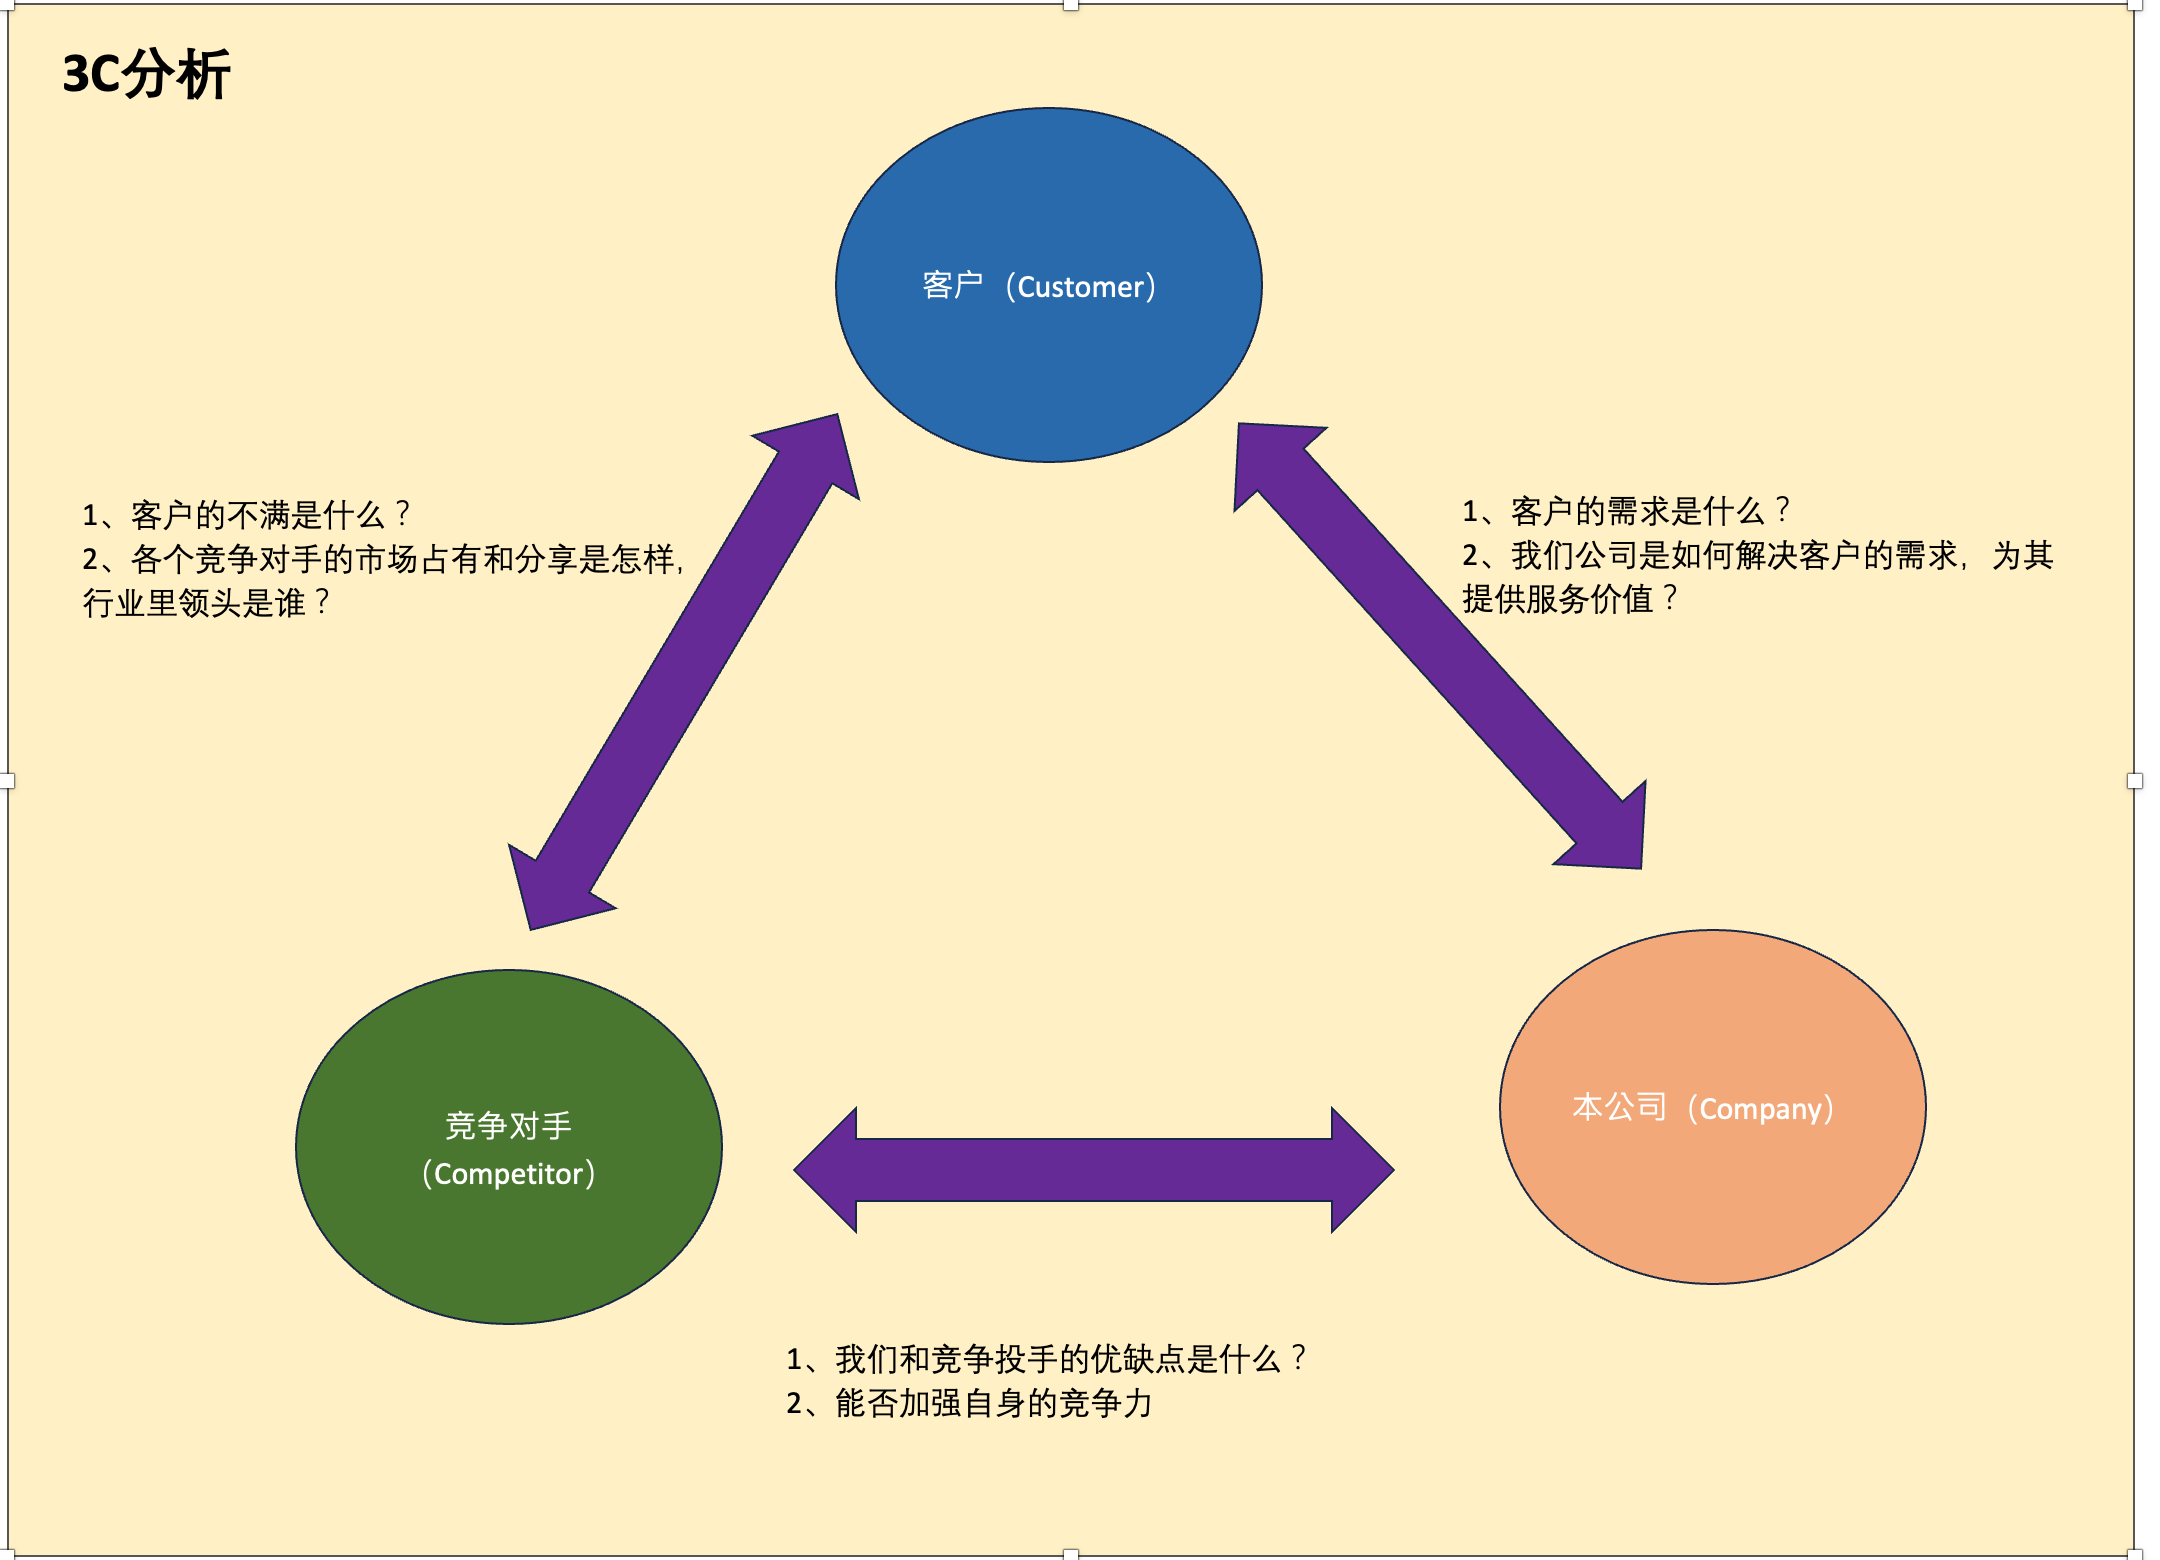 3C分析
客户（Customer）
1、客户的不满是什么？
2、各个竞争对手的市场占有和分享是怎样，
行业里领头是谁？
1、客户的需求是什么？
2、我们公司是如何解决客户的需求，为其
提供服务价值？
竞争对手
（Competitor）
本公司（Company）
1、我们和竞争投手的优缺点是什么？
2、能否加强自身的竞争力